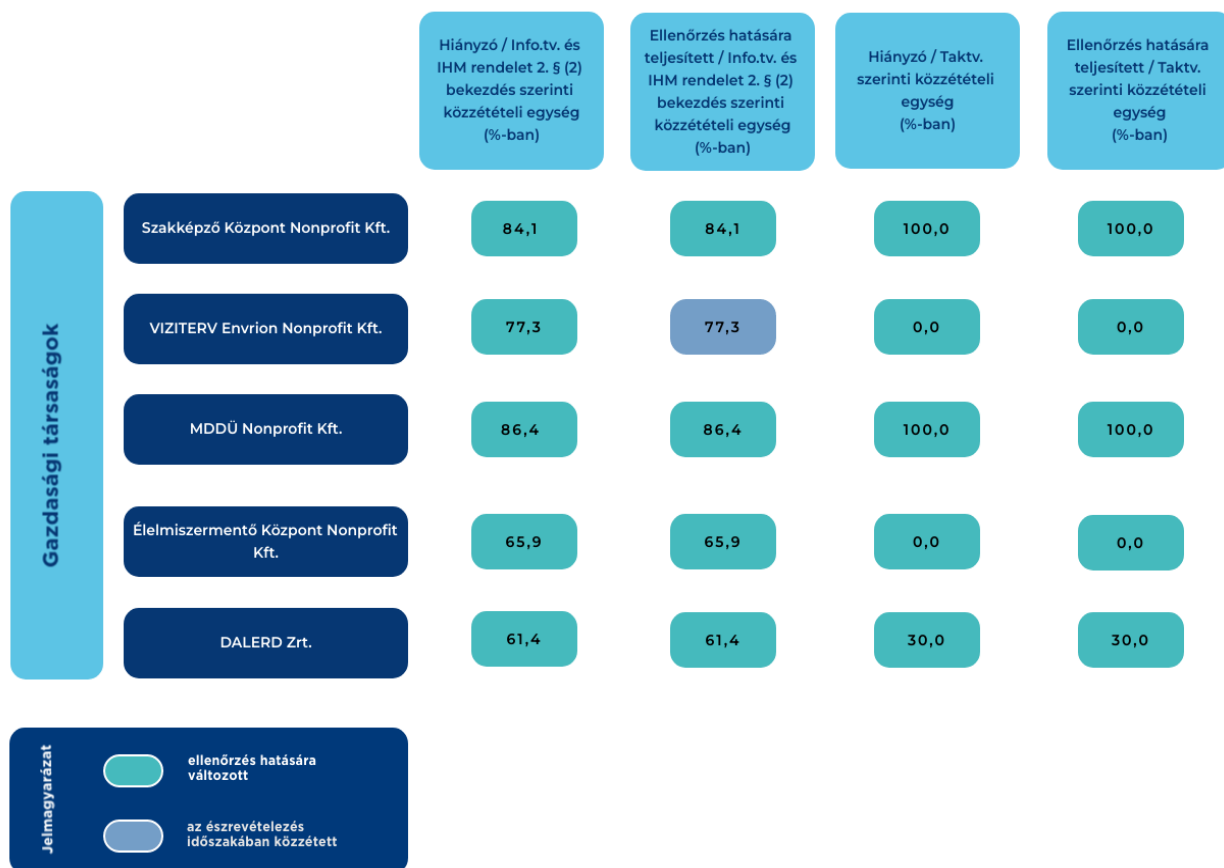 Hiányzó / Info.tv. és
IHM rendelet 2. § (2)
bekezdés szerinti
közzétételi egység
(%-ban)
Ellenőrzés hatására
teljesített / Info.tv. és
IHM rendelet 2. § (2)
bekezdés szerinti
közzétételi egység
(%-ban)
Hiányzó / Taktv.
szerinti közzétételi
egység
(%-ban)
Ellenőrzés hatására
teljesített / Taktv.
szerinti közzétételi
egység
(%-ban)
Gazdasági társaságok
Szakképző Központ Nonprofit Kft.
84,1
84,1
100,0
100,0
VIZITERV Envrion Nonprofit Kft.
77,3
77,3
0,0
0,0
MDDÜ Nonprofit Kft.
86,4
86,4
100,0
100,0
Élelmiszermentő Központ Nonprofit
Kft.
65,9
65,9
0,0
0,0
DALERD Zrt.
61,4
61,4
30,0
30,0
Jelmagyarázat
ellenőrzés hatására
változott
az észrevételezés
időszakában közzétett